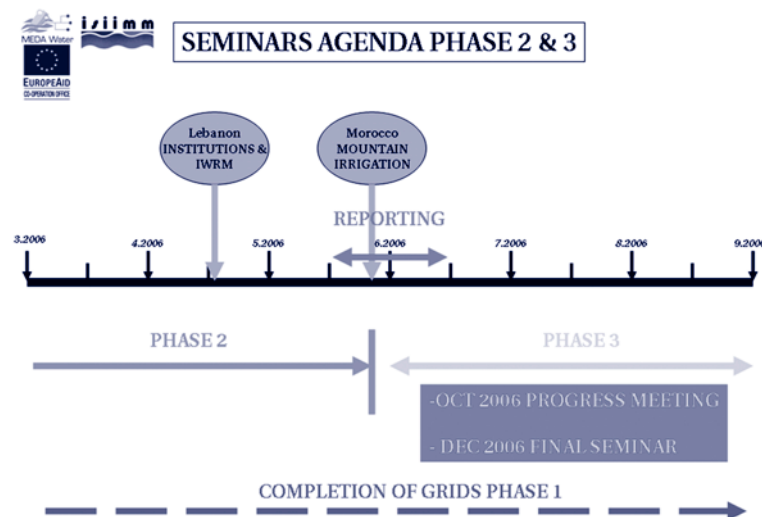 MEDA Water
isiimm
EUROPEAID
CO-OPERATION OFFICE
SEMINARS AGENDA PHASE 2 & 3
Lebanon
INSTITUTIONS &
IWRM
Morocco
MOUNTAIN
IRRIGATION
REPORTING
3.2006 4.2006 5.2006 6.2006 7.2006 8.2006 9.2006
PHASE 2 PHASE 3
-OCT 2006 PROGRESS MEETING
- DEC 2006 FINAL SEMINAR
COMPLETION OF GRIDS PHASE 1